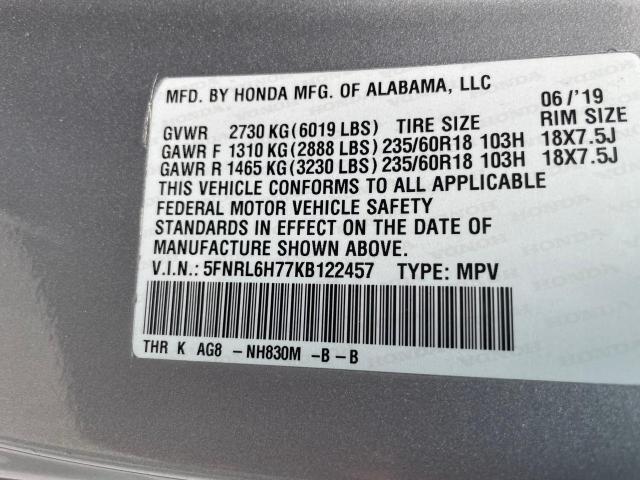 MFD. BY HONDA MFG. OF ALABAMA, LLC
06/'19
GVWR 2730 KG(6019 LBS) TIRE SIZE RIM SIZE
GAWR F 1310 KG(2888 LBS) 235/60R18 103H 18X7.5J
GAWR R 1465 KG(3230 LBS) 235/60R18 103H 18X7.5J
THIS VEHICLE CONFORMS TO ALL APPLICABLE
FEDERAL MOTOR VEHICLE SAFETY
STANDARDS IN EFFECT ON THE DATE OF
MANUFACTURE SHOWN ABOVE.
V.I.N.: 5FNRL6H77KB122457 TYPE: MPV
THR K AG8 -NH830M -B-B